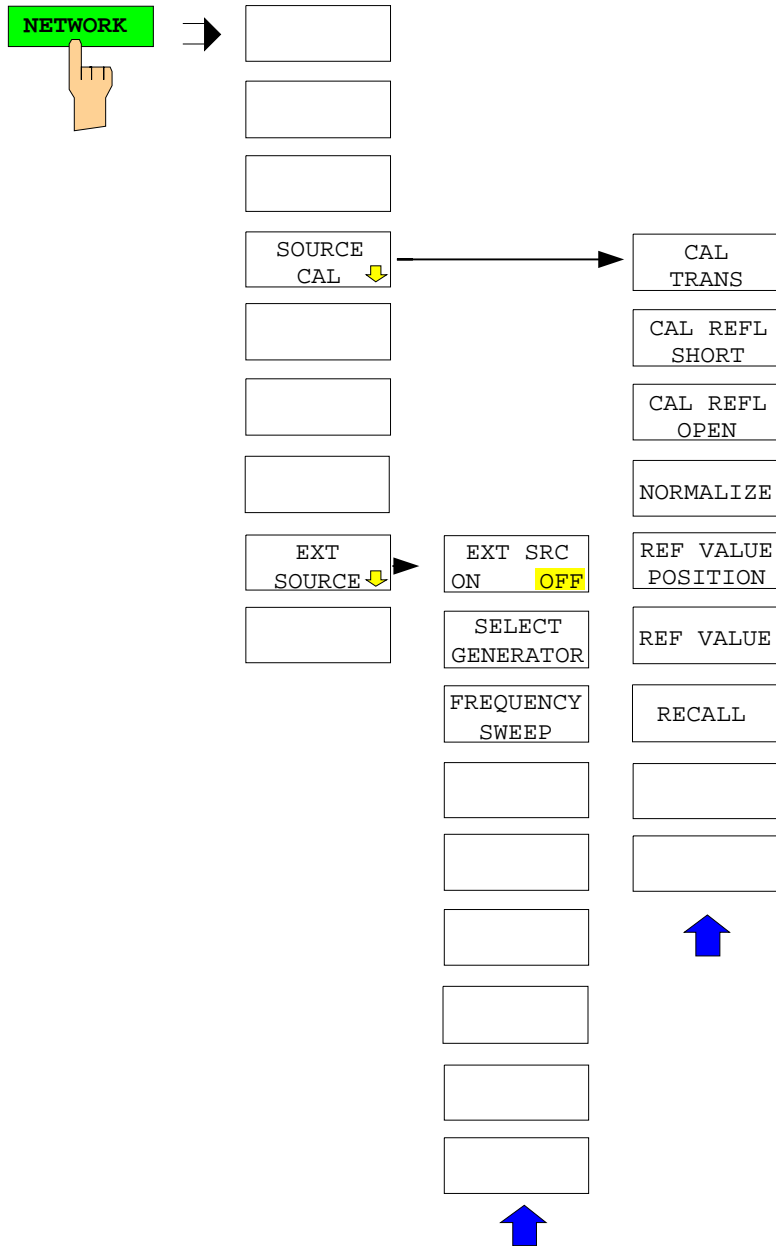 NETWORK
SOURCE
CAL
EXT
SOURCE
EXT SRC
ON OFF
SELECT
GENERATOR
FREQUENCY
SWEEP
CAL
TRANS
CAL REFL
SHORT
CAL REFL
OPEN
NORMALIZE
REF VALUE
POSITION
REF VALUE
RECALL